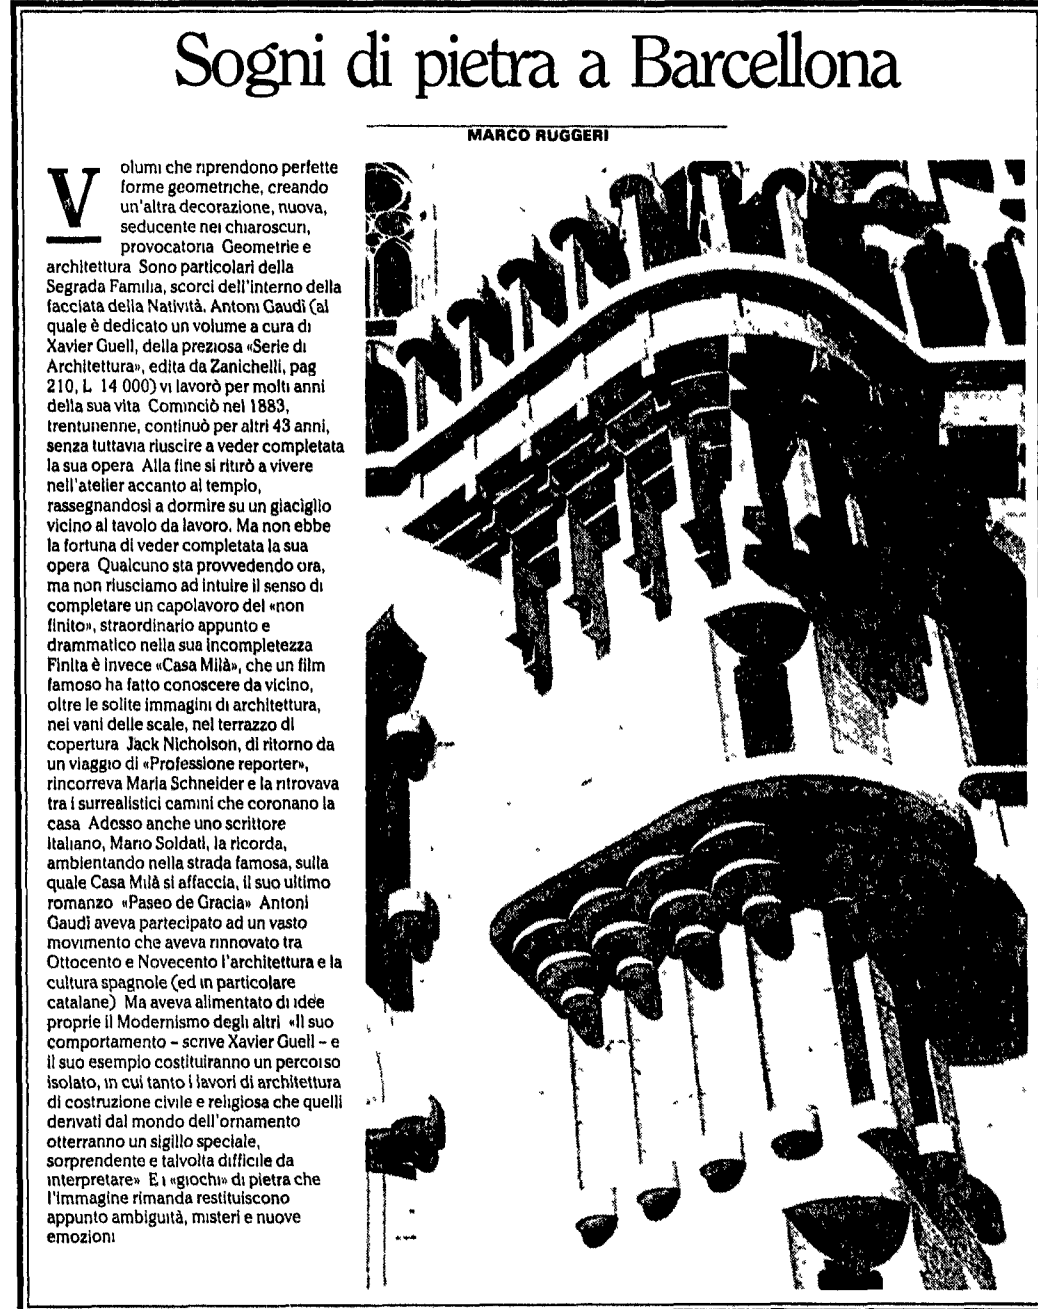 Sogni di pietra a Barcellona
MARCO RUGGERI
Volumi che riprendono perfette
forme geometriche, creando
un'altra decorazione, nuova,
seducente nei chiaroscuri,
provocatoria Geometrie e
architettura Sono particolari della
Segrada Familia, scorci dell'interno della
facciata della Natività. Antoni Gaudì (al
quale è dedicato un volume a cura di
Xavier Guell, della preziosa «Serie di
Architettura», edita da Zanichelli, pag
210, L 14 000) vi lavorò per molti anni
della sua vita Cominciò nel 1883,
trentunenne, continuò per altri 43 anni,
senza tuttavia riuscire a veder completata
la sua opera Alla fine si ritirò a vivere
nell'atelier accanto al tempio,
rassegnandosi a dormire su un giaciglio
vicino al tavolo da lavoro. Ma non ebbe
la fortuna di veder completata la sua
opera Qualcuno sta provvedendo ora,
ma non riusciamo ad intuire il senso di
completare un capolavoro del «non
finito», straordinario appunto e
drammatico nella sua incompletezza
Finita è invece «Casa Milà», che un film
famoso ha fatto conoscere da vicino,
oltre le solite immagini di architettura,
nei vani delle scale, nel terrazzo di
copertura Jack Nicholson, di ritorno da
un viaggio di «Professione reporter»,
rincorreva Maria Schneider e la ritrovava
tra i surrealistici camini che coronano la
casa Adesso anche uno scrittore
italiano, Mario Soldati, la ricorda,
ambientando nella strada famosa, sulla
quale Casa Milà si affaccia, il suo ultimo
romanzo «Paseo de Gracia» Antoni
Gaudì aveva partecipato ad un vasto
movimento che aveva rinnovato tra
Ottocento e Novecento l'architettura e la
cultura spagnole (ed in particolare
catalane) Ma aveva alimentato di idee
proprie il Modernismo degli altri «Il suo
comportamento – scrive Xavier Guell – e
il suo esempio costituiranno un percorso
isolato, in cui tanto i lavori di architettura
di costruzione civile e religiosa che quelli
derivati dal mondo dell'ornamento
otterranno un sigillo speciale,
sorprendente e talvolta difficile da
interpretare» E i «giochi» di pietra che
l'immagine rimanda restituiscono
appunto ambiguità, misteri e nuove
emozioni